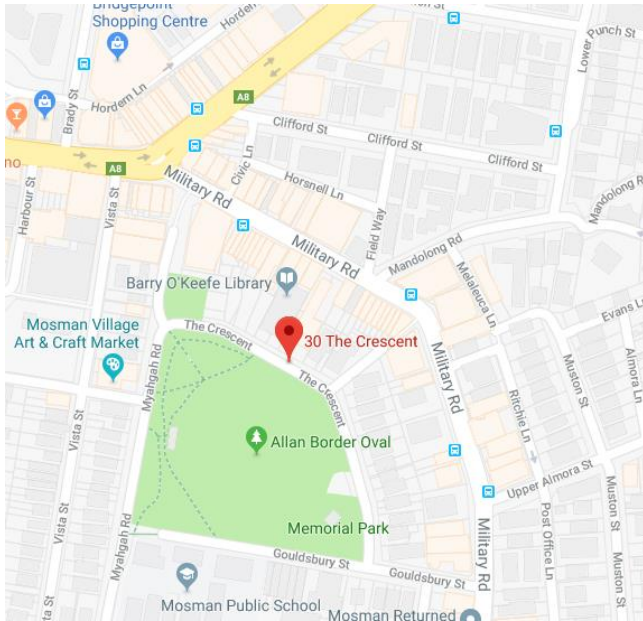 Bridgepoint
Shopping Centre
Hordern Ln
Brady St
A8
no
A8
Harbour St
Vista St
Military Rd
Civic Ln
Clifford St
Clifford St
Lower Punch St
Horsnell Ln
Military Rd
Field Way
Mandolong Rd
Mandolong Rd
Melaleuca Ln
Barry O'Keefe Library
Mosman Village
Art & Craft Market
The Crescent
30 The Crescent
The Crescent
Evans Ln
Military Rd
Muston St
Almora Ln
Myahgah Rd
Ritchie Ln
Vista St
Allan Border Oval
Upper Almora St
Muston St
Memorial Park
Post Office Ln
Vista St
Myahgah Rd
Gouldsbury St
Gouldsbury St
Military Rd
Mosman Public School
Mosman Returned